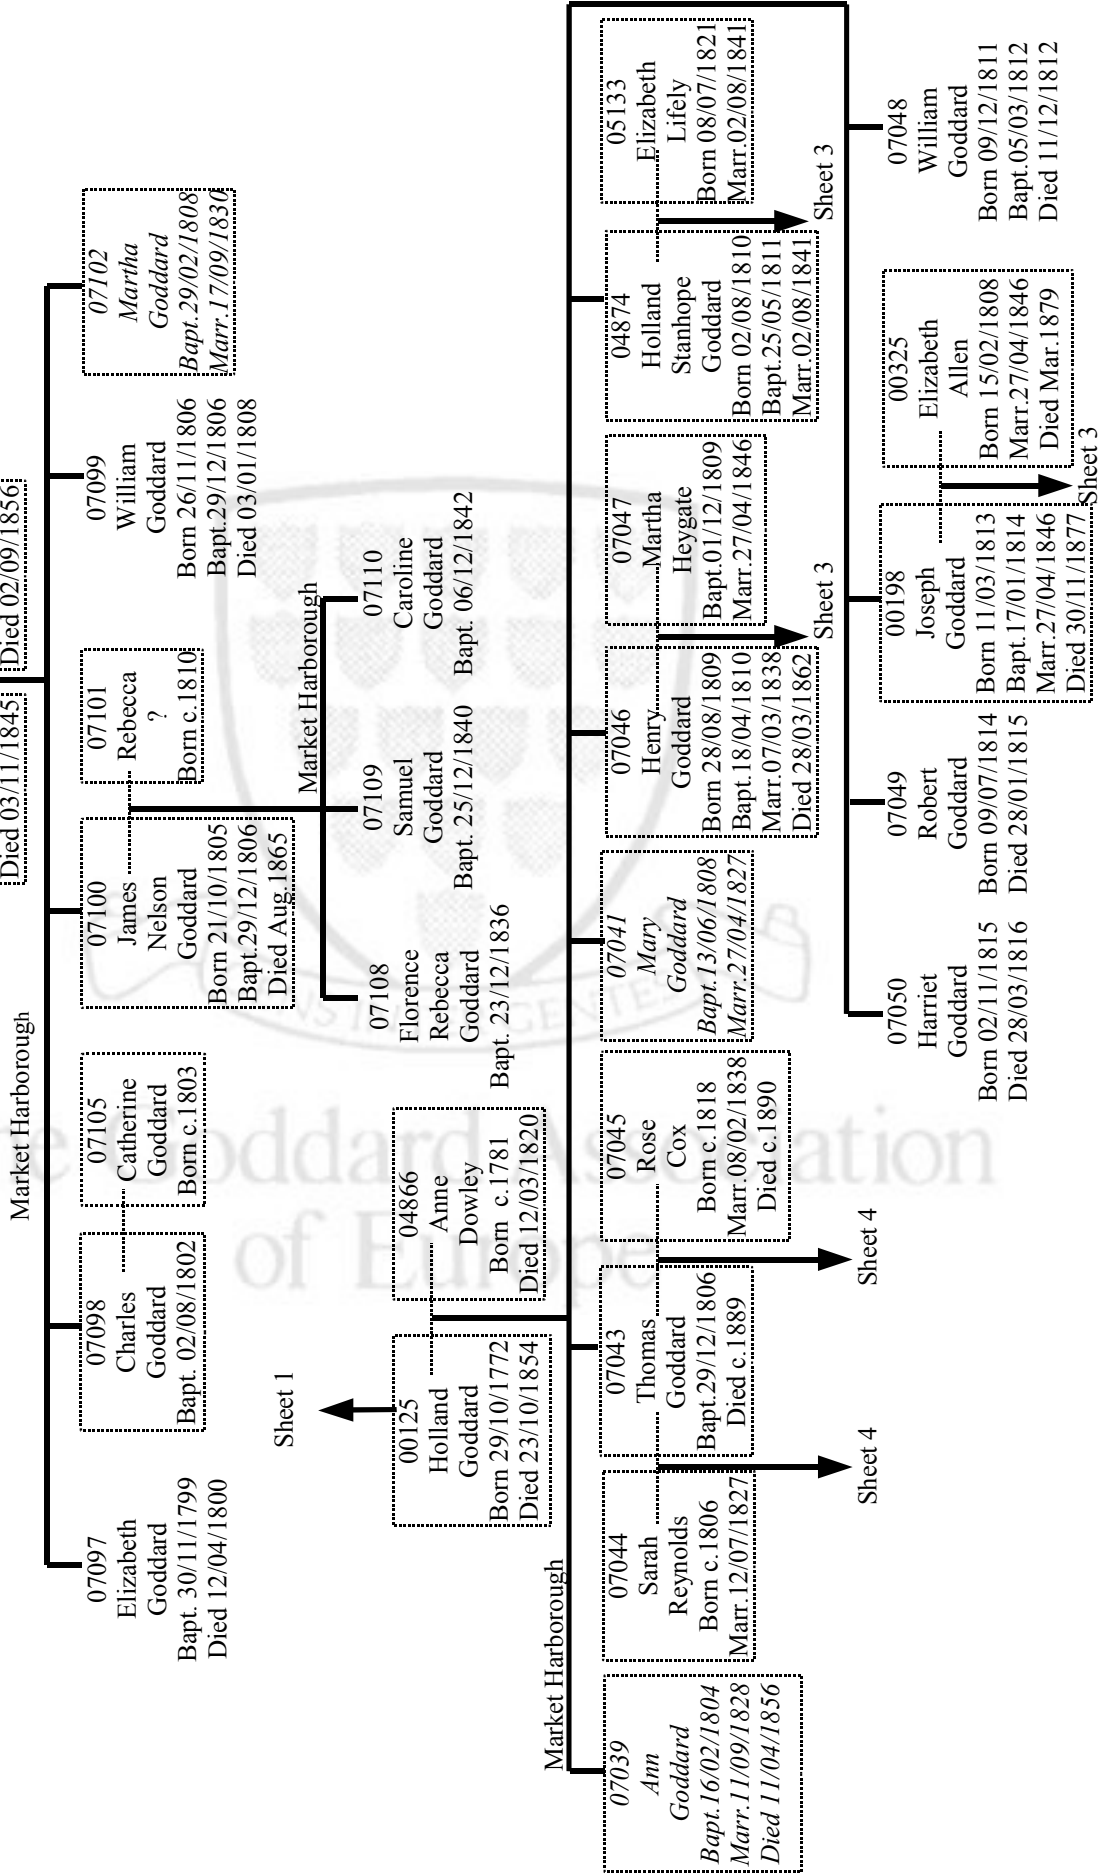 Died 03/11/1845
Died 02/09/1856
Market Harborough
07097
Elizabeth
Goddard
Bapt. 30/11/1799
Died 12/04/1800
07098
Charles
Goddard
Bapt. 02/08/1802
07105
Catherine
Goddard
Born c.1803
07100
James
Nelson
Goddard
Born 21/10/1805
Bapt.29/12/1806
Died Aug.1865
07101
Rebecca
?
Born c.1810
07099
William
Goddard
Born 26/11/1806
Bapt.29/12/1806
Died 03/01/1808
07102
Martha
Goddard
Bapt.29/02/1808
Marr.17/09/1830
Market Harborough
07108
Florence
Rebecca
Goddard
Bapt. 23/12/1836
07109
Samuel
Goddard
Bapt. 25/12/1840
07110
Caroline
Goddard
Bapt. 06/12/1842
Sheet 1
00125
Holland
Goddard
Born 29/10/1772
Died 23/10/1854
04866
Anne
Dowley
Born c.1781
Died12/03/1820
Market Harborough
07039
Ann
Goddard
Bapt.16/02/1804
Marr.11/09/1828
Died 11/04/1856
07044
Sarah
Reynolds
Born c.1806
Marr.12/07/1827
Sheet 4
07043
Thomas
Goddard
Bapt.29/12/1806
Died c.1889
07045
Rose
Cox
Born c.1818
Marr.08/02/1838
Died c.1890
Sheet 4
07041
Mary
Goddard
Bapt.13/06/1808
Marr.27/04/1827
07046
Henry
Goddard
Born 28/08/1809
Bapt.18/04/1810
Marr.07/03/1838
Died 28/03/1862
07047
Martha
Heygate
Bapt.01/12/1809
Marr.27/04/1846
Sheet 3
04874
Holland
Stanhope
Goddard
Born 02/08/1810
Bapt.25/05/1811
Marr.02/08/1841
05133
Elizabeth
Lifely
Born 08/07/1821
Marr.02/08/1841
Sheet 3
07050
Harriet
Goddard
Born 02/11/1815
Died 28/03/1816
07049
Robert
Goddard
Born 09/07/1814
Died 28/01/1815
00198
Joseph
Goddard
Born 11/03/1813
Bapt.17/01/1814
Marr.27/04/1846
Died 30/11/1877
00325
Elizabeth
Allen
Born 15/02/1808
Marr.27/04/1846
Died Mar.1879
Sheet 3
07048
William
Goddard
Born 09/12/1811
Bapt.05/03/1812
Died 11/12/1812
Goddard Association
of Europe